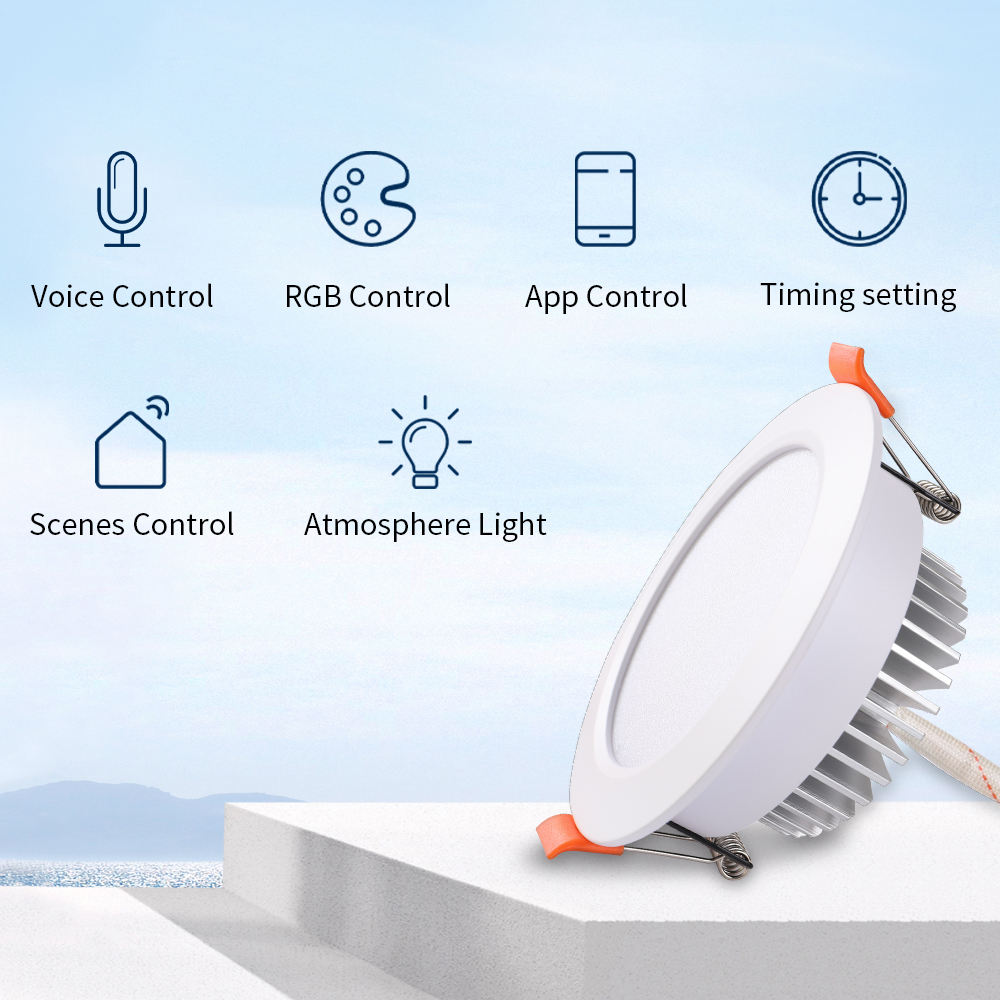 Voice Control
RGB Control
App Control
Timing setting
Scenes Control
Atmosphere Light